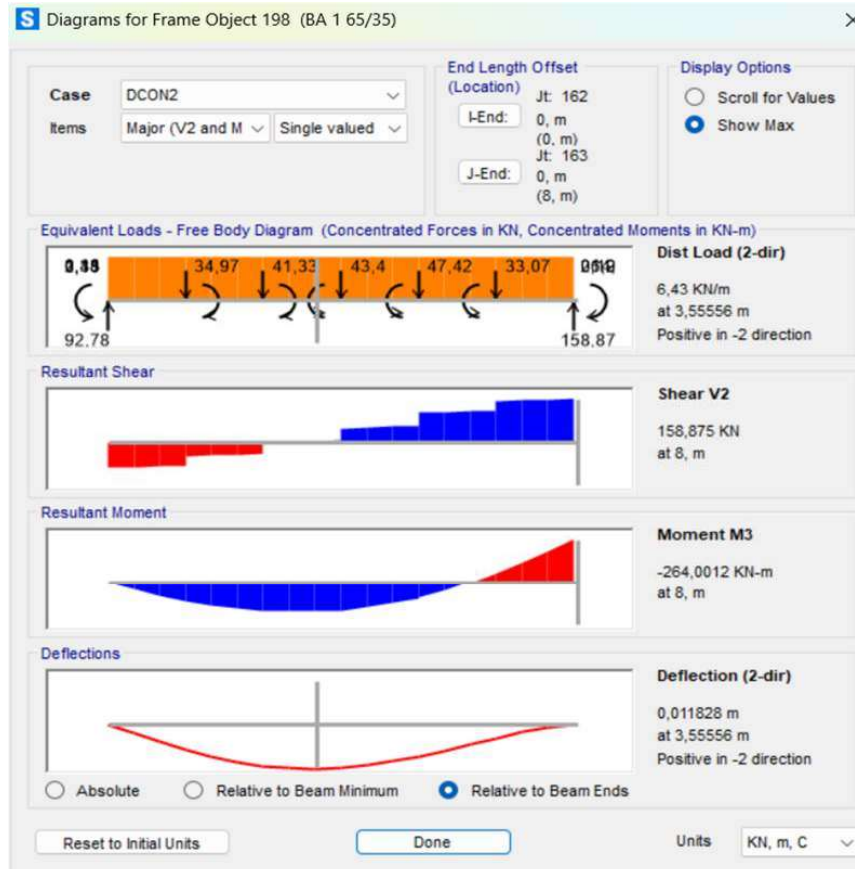 S Diagrams for Frame Object 198 (BA 1 65/35)
Case DCON2
Items Major (V2 and M Single valued
End Length Offset
(Location)
I-End: Jt: 162
0, m
(0, m)
J-End: Jt: 163
0, m
(8, m)
Display Options
Scroll for Values
Show Max
Equivalent Loads - Free Body Diagram (Concentrated Forces in KN, Concentrated Moments in KN-m)
34,97 41,33 43,4 47,42 33,07
92,78 158,87
Dist Load (2-dir)
6,43 KN/m
at 3,55556 m
Positive in -2 direction
Resultant Shear
Shear V2
158,875 KN
at 8, m
Resultant Moment
Moment M3
-264,0012 KN-m
at 8, m
Deflections
Deflection (2-dir)
0,011828 m
at 3,55556 m
Positive in -2 direction
Absolute Relative to Beam Minimum Relative to Beam Ends
Reset to Initial Units Done Units KN, m, C